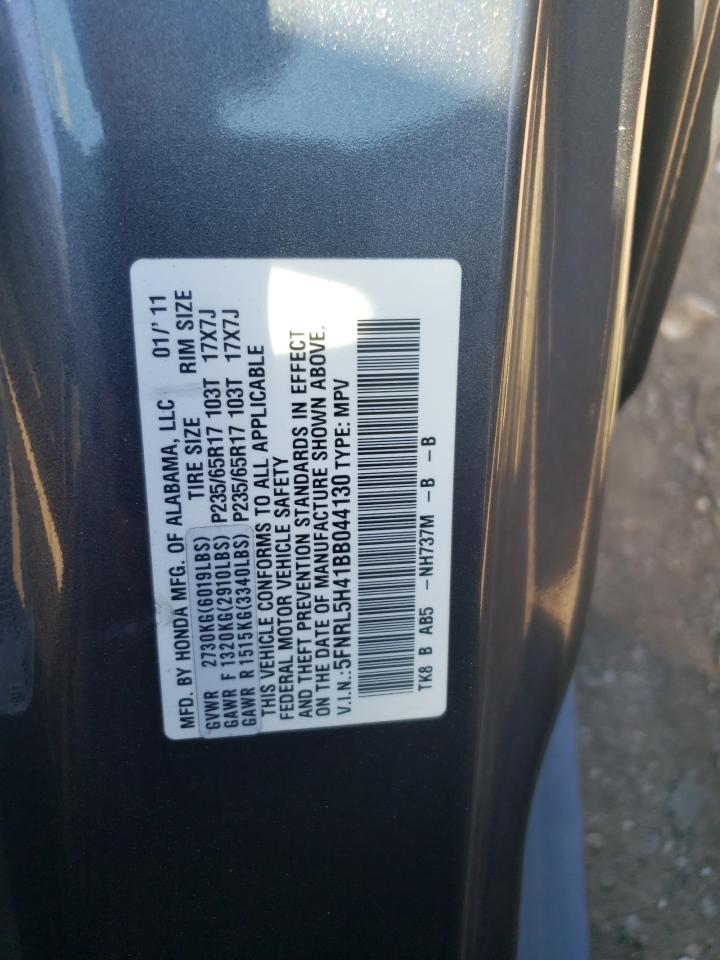 MFD. BY HONDA MFG. OF ALABAMA, LLC 01/'11
TIRE SIZE RIM SIZE
GVWR 2730KG(6019LBS)
GAWR F 1320KG(2910LBS) P235/65R17 103T 17X7J
GAWR R 1515KG(3340LBS) P235/65R17 103T 17X7J
THIS VEHICLE CONFORMS TO ALL APPLICABLE
FEDERAL MOTOR VEHICLE SAFETY
AND THEFT PREVENTION STANDARDS IN EFFECT
ON THE DATE OF MANUFACTURE SHOWN ABOVE.
V.I.N.:5FNRL5H41BB044130 TYPE: MPV
TK8 B AB5 -NH737M -B -B